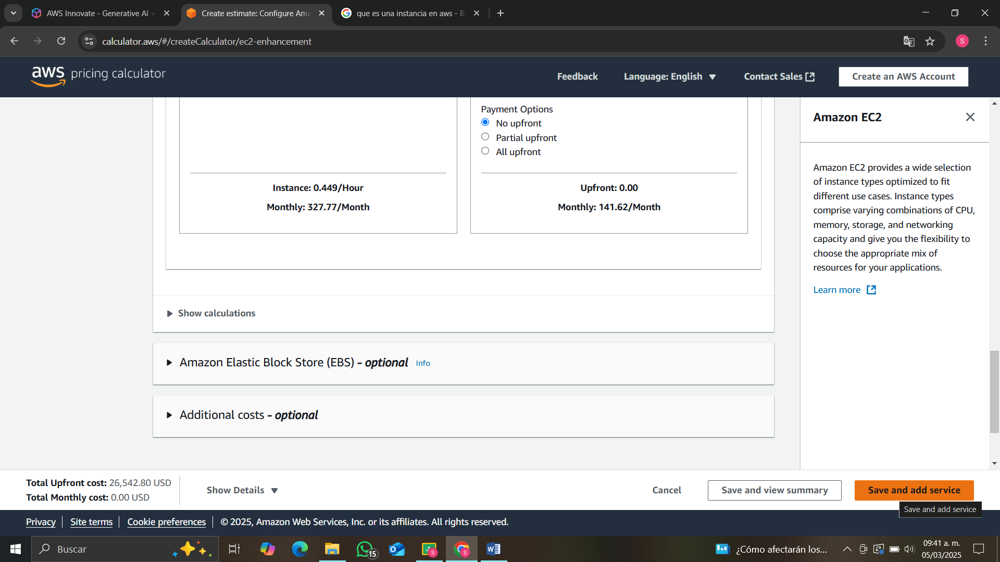 AWS Innovate - Generative AI +
Create estimate: Configure Ama
que es una instancia en aws - B
calculator.aws/#/createCalculator/ec2-enhancement
S
aws pricing calculator
Feedback
Language: English
Contact Sales
Create an AWS Account
Payment Options
No upfront
Partial upfront
All upfront
Instance: 0.449/Hour
Monthly: 327.77/Month
Upfront: 0.00
Monthly: 141.62/Month
Show calculations
Amazon Elastic Block Store (EBS) - optional Info
Additional costs - optional
Amazon EC2
Amazon EC2 provides a wide selection
of instance types optimized to fit
different use cases. Instance types
comprise varying combinations of CPU,
memory, storage, and networking
capacity and give you the flexibility to
choose the appropriate mix of
resources for your applications.
Learn more
Total Upfront cost: 26,542.80 USD
Total Monthly cost: 0.00 USD
Show Details
Cancel
Save and view summary
Save and add service
Save and add service
Privacy
Site terms
Cookie preferences
© 2025, Amazon Web Services, Inc. or its affiliates. All rights reserved.
Buscar
15
S
S
¿Cómo afectarán los...
09:41 a. m.
05/03/2025